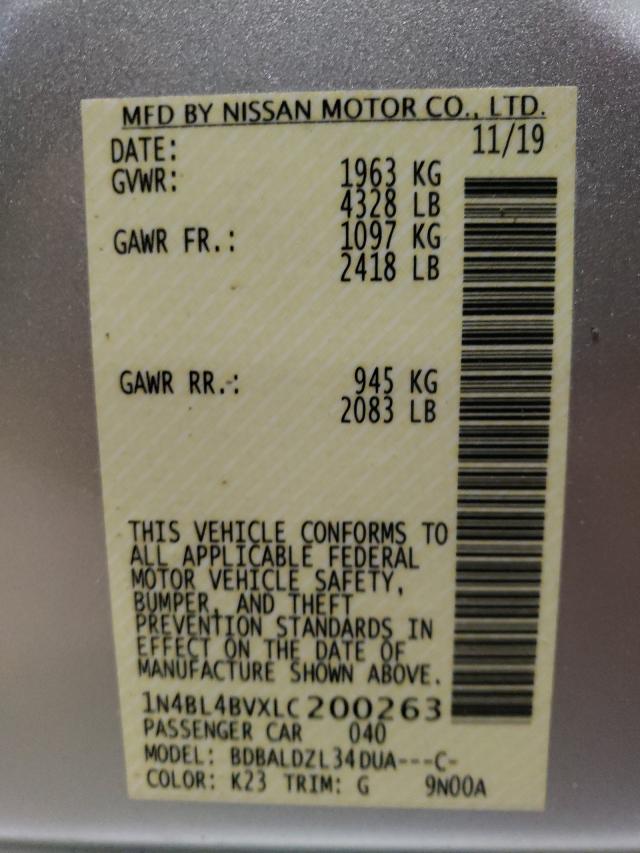 MFD BY NISSAN MOTOR CO., LTD.
DATE: 11/19
GVWR: 1963 KG
4328 LB
GAWR FR.: 1097 KG
2418 LB
GAWR RR.: 945 KG
2083 LB
THIS VEHICLE CONFORMS TO
ALL APPLICABLE FEDERAL
MOTOR VEHICLE SAFETY,
BUMPER, AND THEFT
PREVENTION STANDARDS IN
EFFECT ON THE DATE OF
MANUFACTURE SHOWN ABOVE.
1N4BL4BVXLC200263
PASSENGER CAR 040
MODEL: BDBALDZL34DUA---C-
COLOR: K23 TRIM: G 9N00A